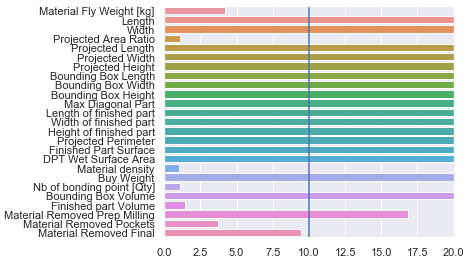 Material Fly Weight [kg]
Length
Width
Projected Area Ratio
Projected Length
Projected Width
Projected Height
Bounding Box Length
Bounding Box Width
Bounding Box Height
Max Diagonal Part
Length of finished part
Width of finished part
Height of finished part
Projected Perimeter
Finished Part Surface
DPT Wet Surface Area
Material density
Buy Weight
Nb of bonding point [Qty]
Bounding Box Volume
Finished part Volume
Material Removed Prep Milling
Material Removed Pockets
Material Removed Final
0.0 2.5 5.0 7.5 10.0 12.5 15.0 17.5 20.0